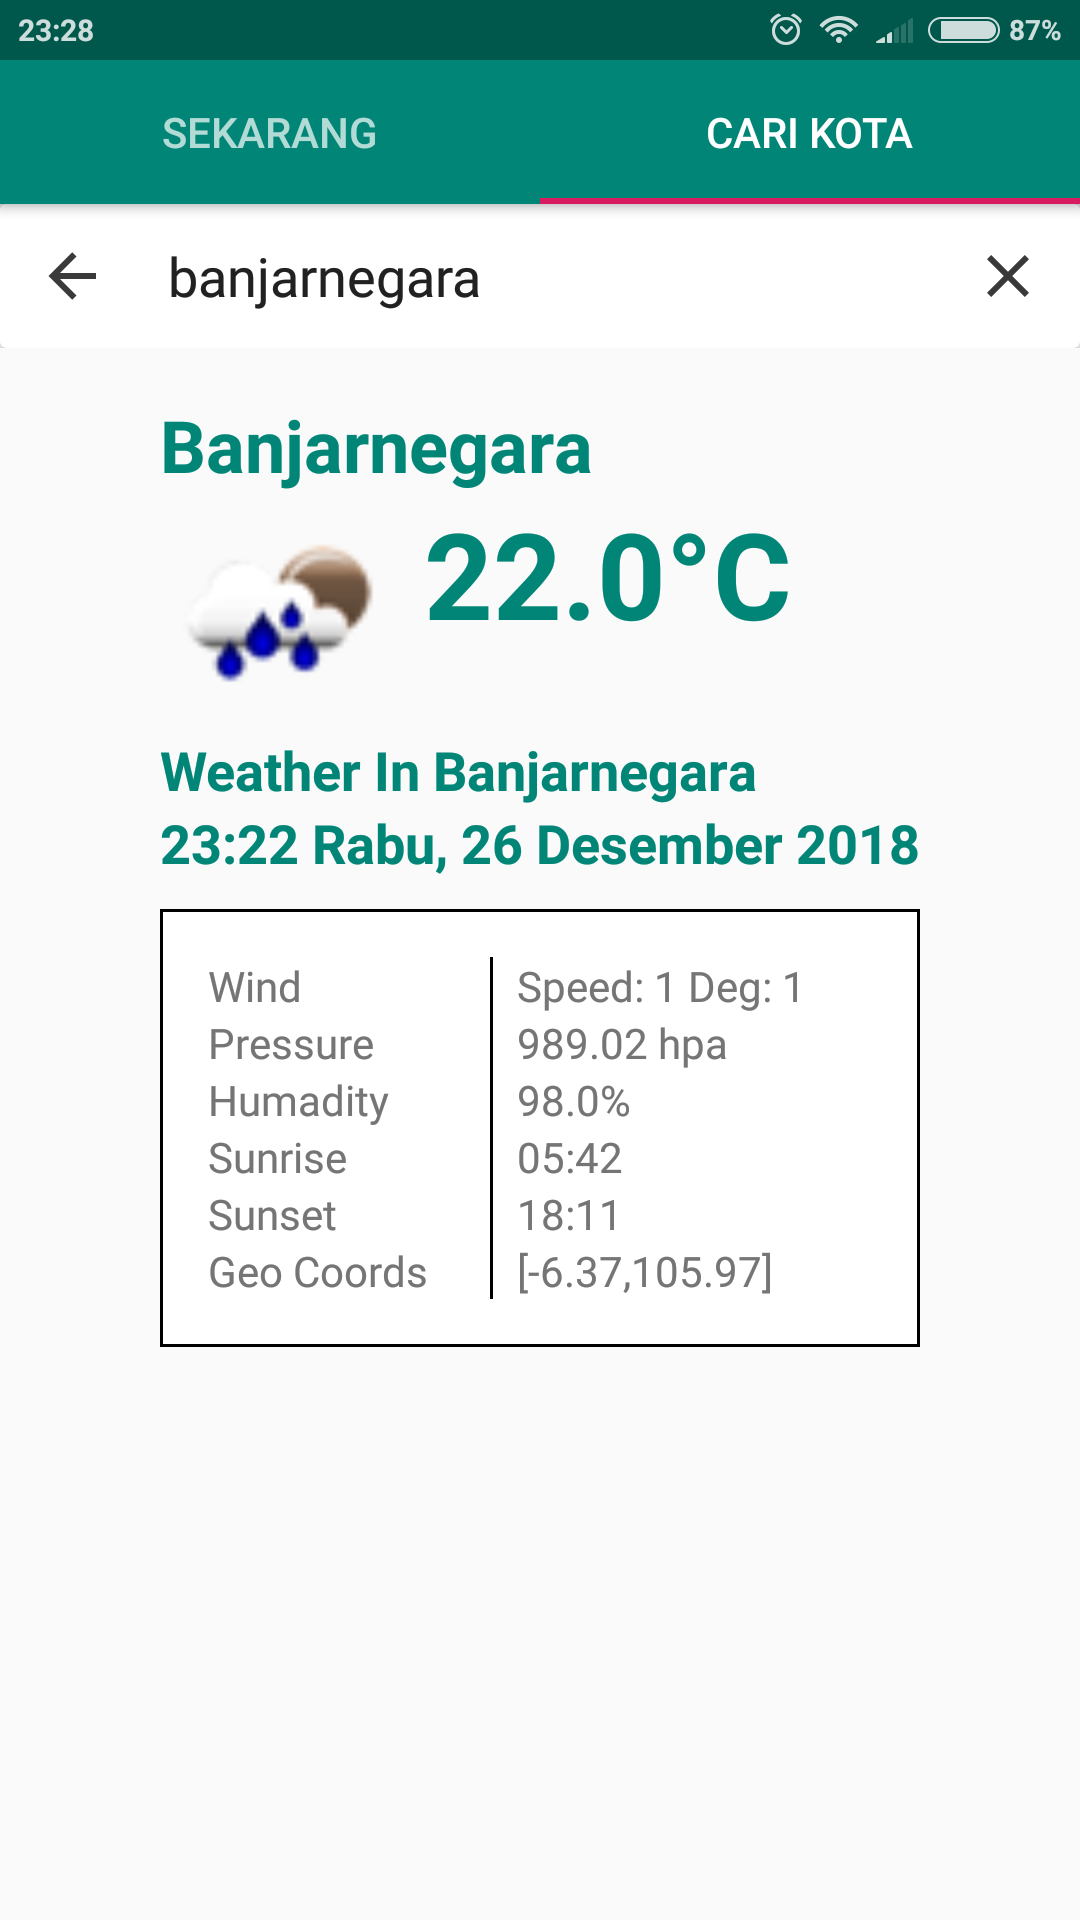 23:28 87%
SEKARANG CARI KOTA
banjarnegara
Banjarnegara
22.0°C
Weather In Banjarnegara
23:22 Rabu, 26 Desember 2018
Wind Speed: 1 Deg: 1
Pressure 989.02 hpa
Humadity 98.0%
Sunrise 05:42
Sunset 18:11
Geo Coords [-6.37,105.97]